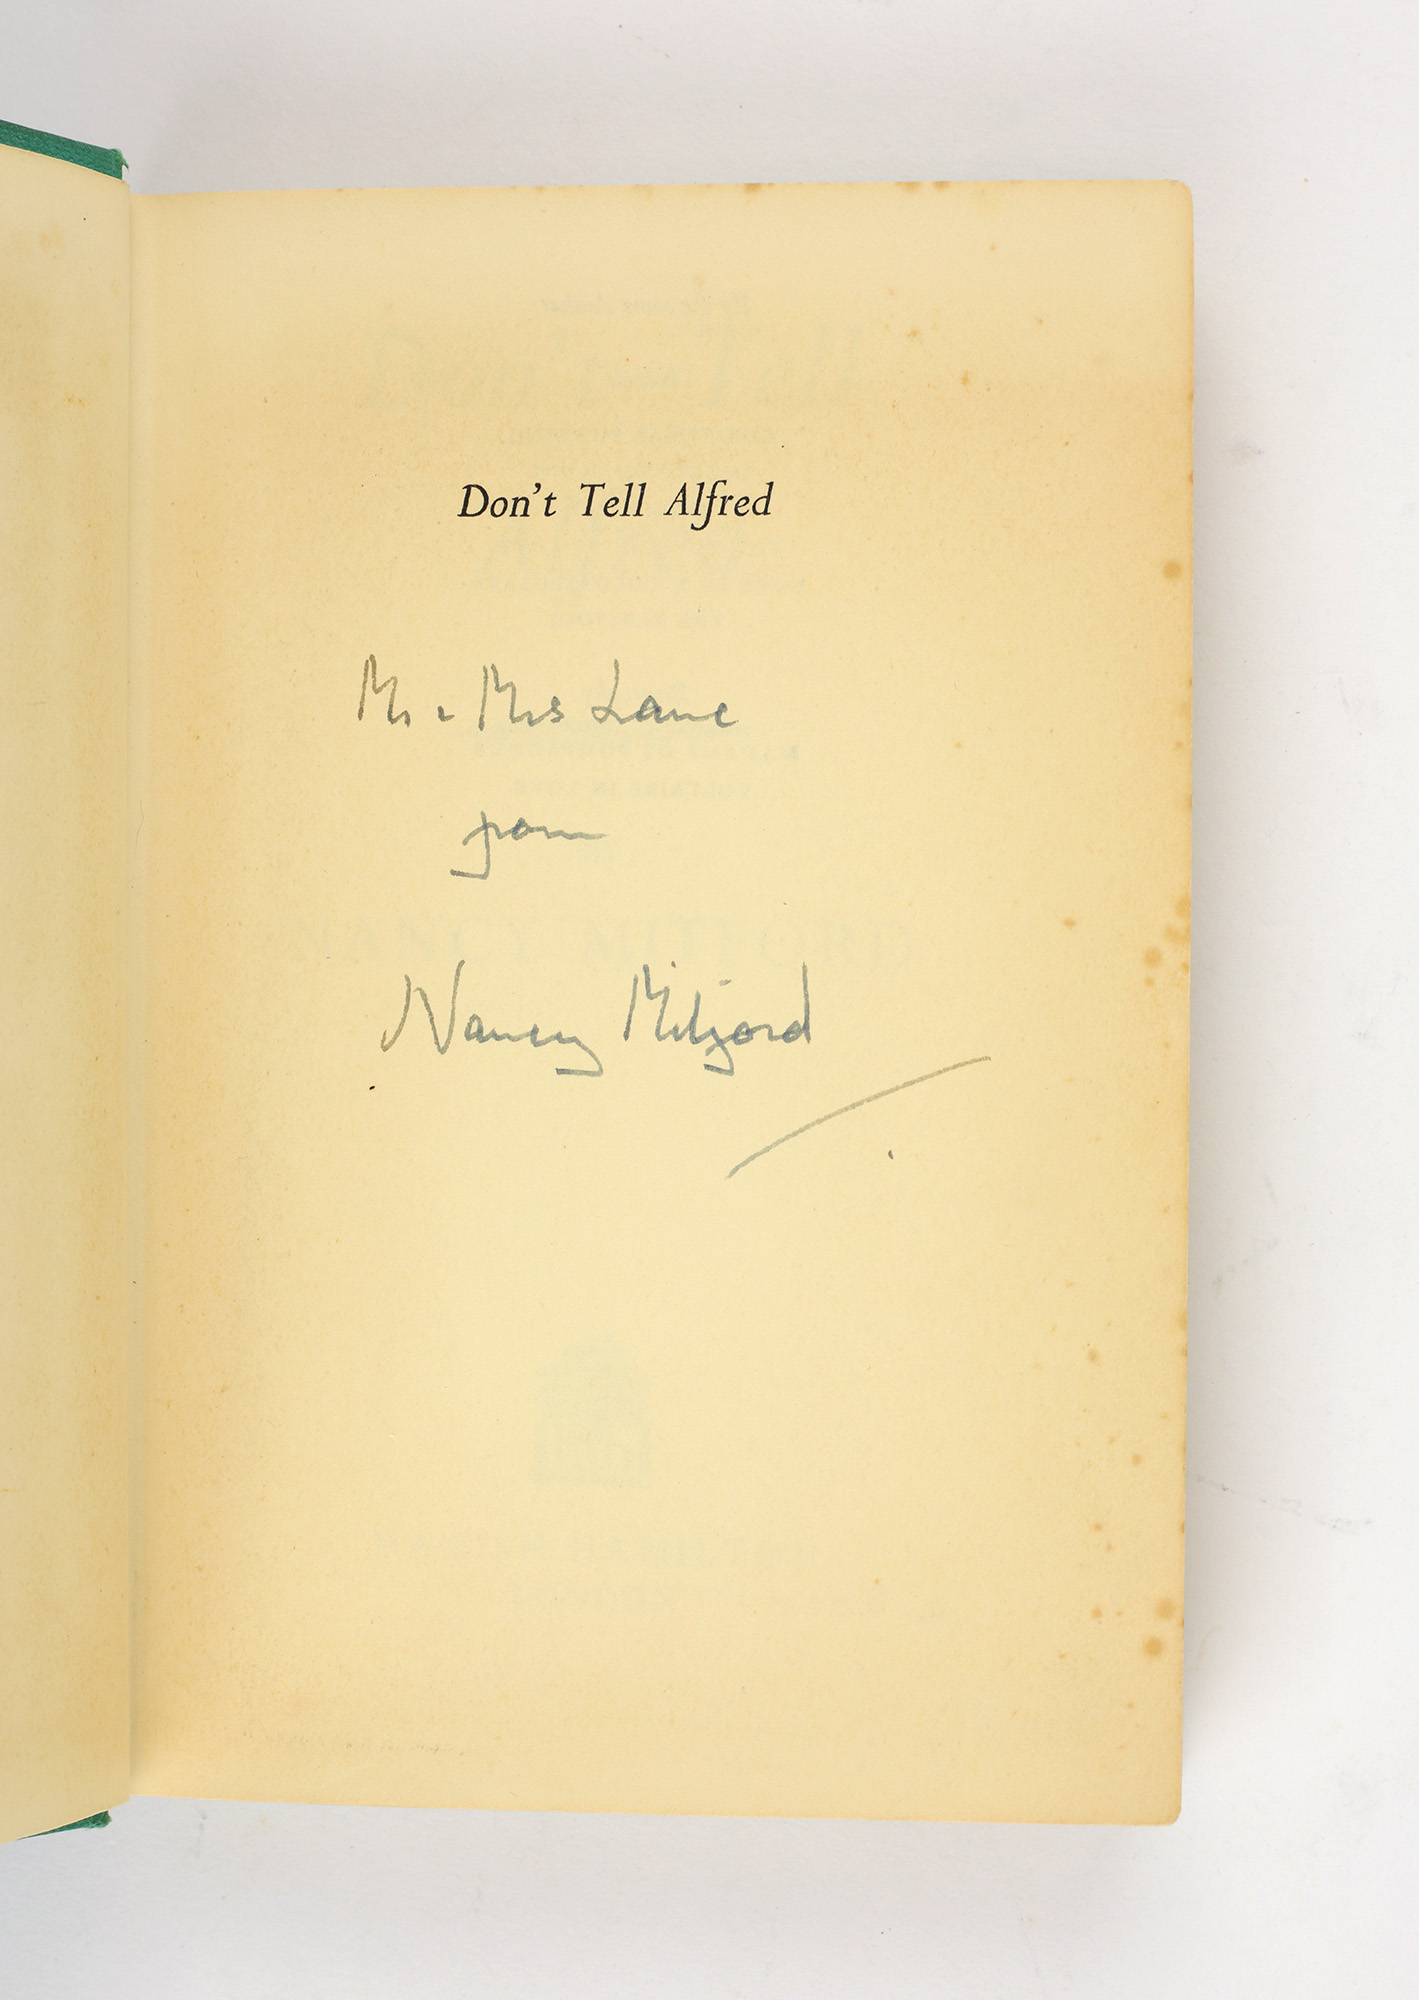 Don't Tell Alfred
Mr & Mrs Lane
from
Nancy Mitford